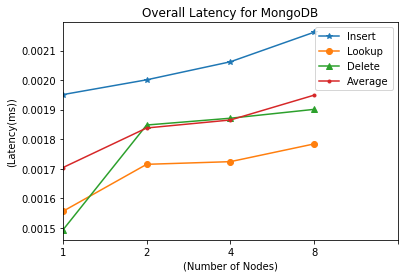 Overall Latency for MongoDB
Insert
Lookup
Delete
Average
0.0021
0.0020
0.0019
0.0018
0.0017
0.0016
0.0015
(Latency(ms))
1 2 4 8
(Number of Nodes)